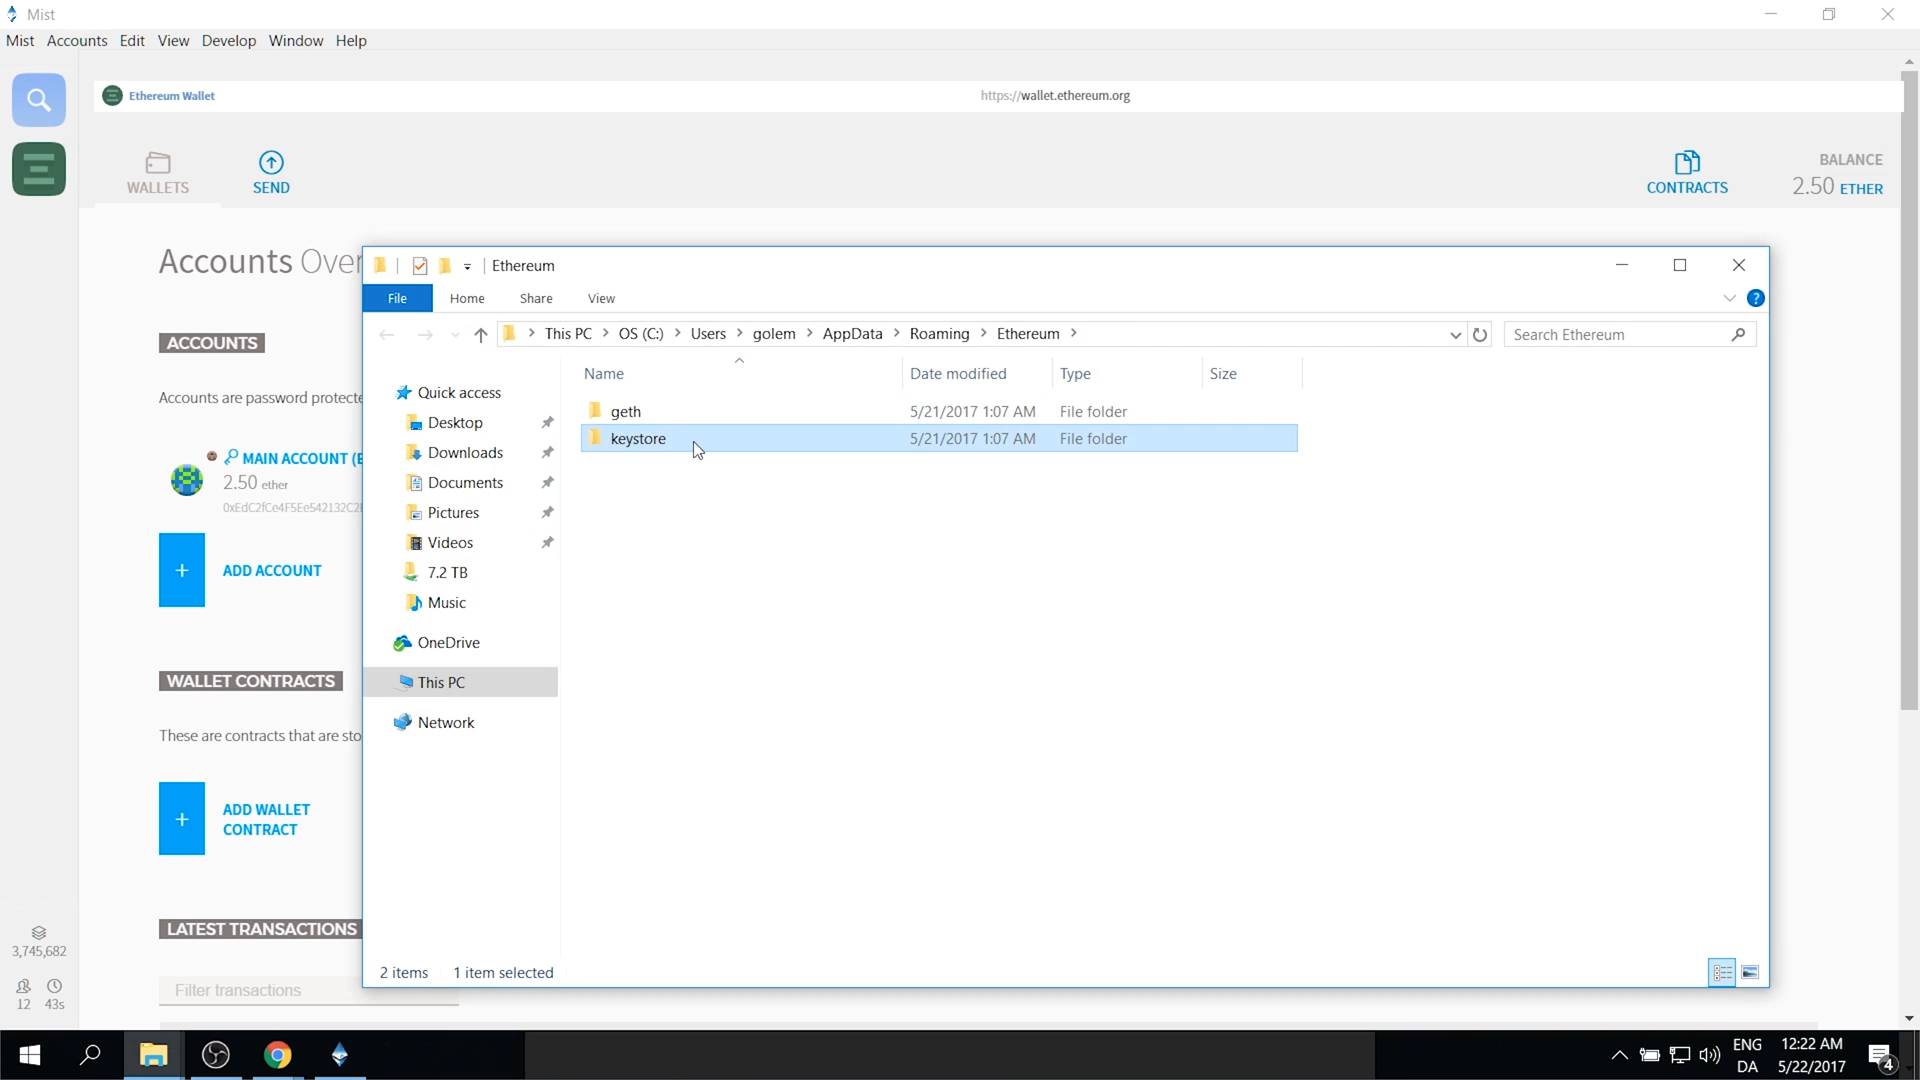 Mist
Mist Accounts Edit View Develop Window Help
Ethereum Wallet
https://wallet.ethereum.org
WALLETS
SEND
CONTRACTS
BALANCE
2.50 ETHER
Accounts Over
ACCOUNTS
Accounts are password protecte
MAIN ACCOUNT (E
2.50 ether
0xEdC2fCe4F5Ee542132C2
ADD ACCOUNT
WALLET CONTRACTS
These are contracts that are sto
ADD WALLET
CONTRACT
LATEST TRANSACTIONS
Filter transactions
3,745,682
12 43s
Ethereum
File Home Share View
?
This PC > OS (C:) > Users > golem > AppData > Roaming > Ethereum >
Search Ethereum
Name Date modified Type Size
geth 5/21/2017 1:07 AM File folder
keystore 5/21/2017 1:07 AM File folder
Quick access
Desktop
Downloads
Documents
Pictures
Videos
7.2 TB
Music
OneDrive
This PC
Network
2 items 1 item selected
ENG
DA
12:22 AM
5/22/2017
4